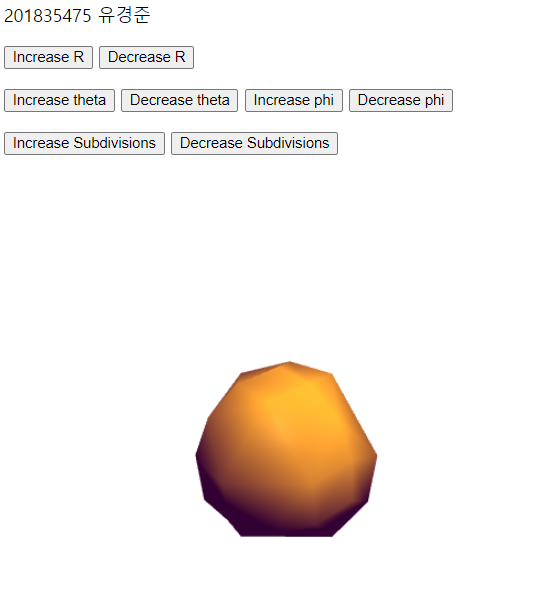 201835475 유경준
Increase R Decrease R
Increase theta Decrease theta Increase phi Decrease phi
Increase Subdivisions Decrease Subdivisions